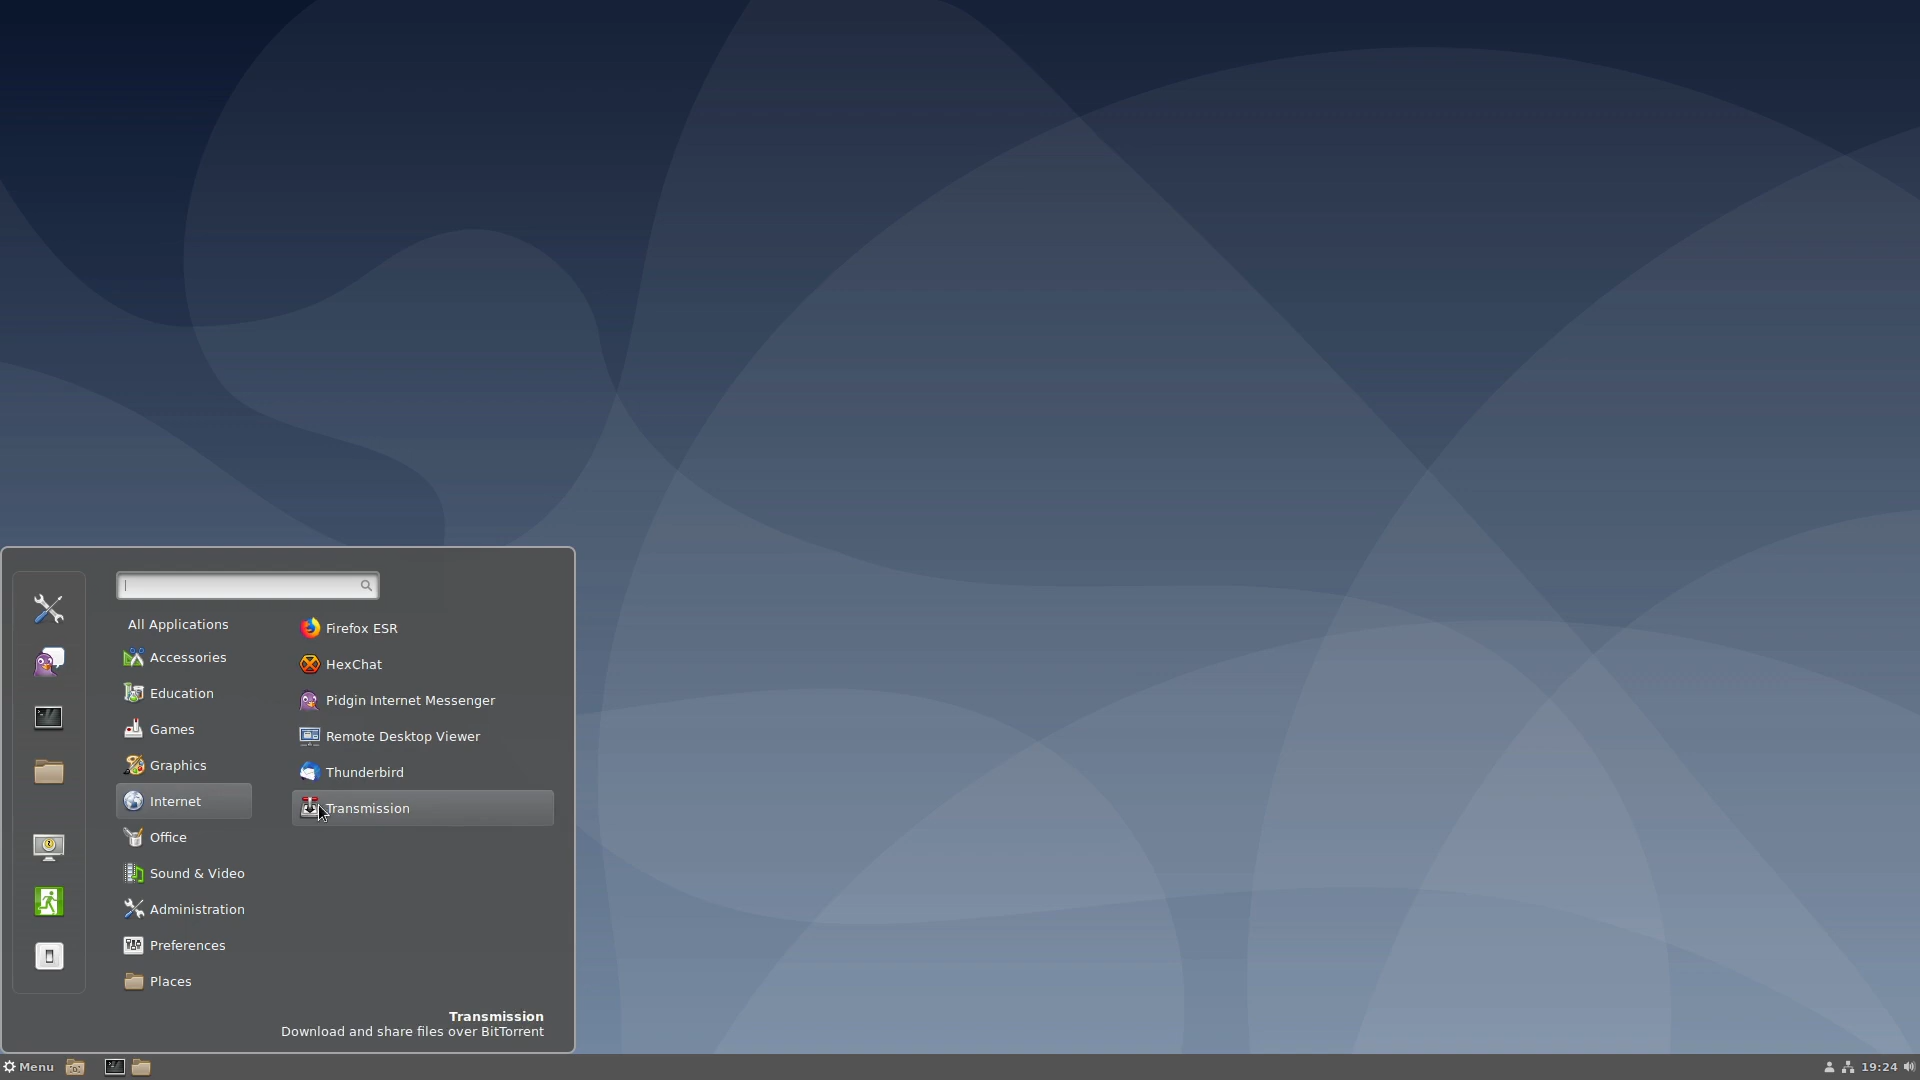 All Applications
Accessories
Education
Games
Graphics
Internet
Office
Sound & Video
Administration
Preferences
Places
Firefox ESR
HexChat
Pidgin Internet Messenger
Remote Desktop Viewer
Thunderbird
Transmission
Transmission
Download and share files over BitTorrent
Menu
19:24